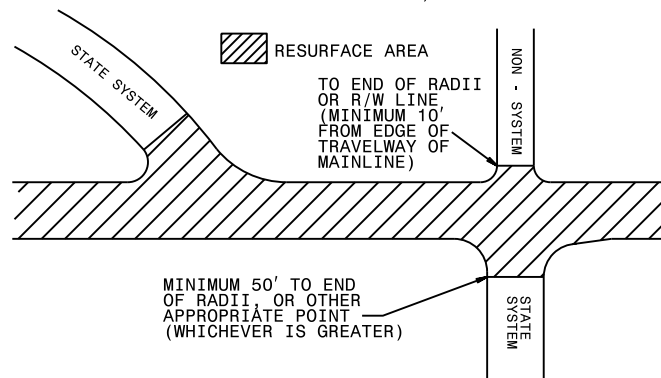 STATE SYSTEM
RESURFACE AREA
TO END OF RADII
OR R/W LINE
(MINIMUM 10'
FROM EDGE OF
TRAVELWAY OF
MAINLINE)
NON - SYSTEM
MINIMUM 50' TO END
OF RADII, OR OTHER
APPROPRIATE POINT
(WHICHEVER IS GREATER)
STATE
SYSTEM